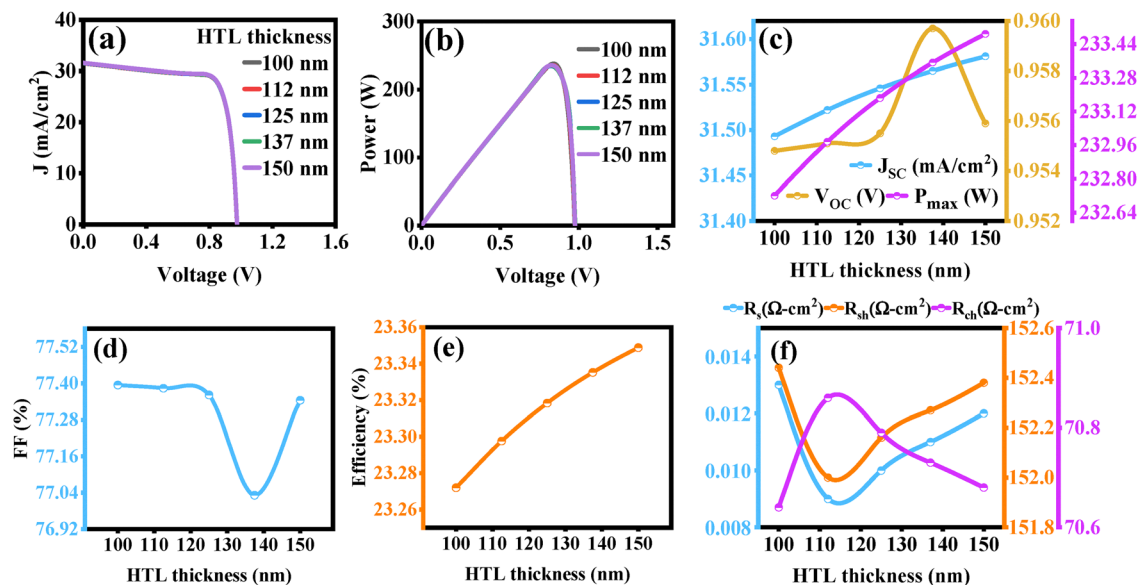 (a)
HTL thickness
100 nm
112 nm
125 nm
137 nm
150 nm
J (mA/cm²)
40
30
20
10
0
0.0 0.4 0.8 1.2 1.6
Voltage (V)
(b)
100 nm
112 nm
125 nm
137 nm
150 nm
Power (W)
300
200
100
0
0.0 0.5 1.0 1.5
Voltage (V)
(c)
31.60
31.55
31.50
31.45
31.40
0.960
0.958
0.956
0.954
0.952
233.44
233.28
233.12
232.96
232.80
232.64
J_SC (mA/cm²)
V_OC (V) P_max (W)
100 110 120 130 140 150
HTL thickness (nm)
(d)
FF (%)
77.52
77.40
77.28
77.16
77.04
76.92
100 110 120 130 140 150
HTL thickness (nm)
(e)
Efficiency (%)
23.36
23.34
23.32
23.30
23.28
23.26
100 110 120 130 140 150
HTL thickness (nm)
R_s(Ω-cm²) R_sh(Ω-cm²) R_ch(Ω-cm²)
(f)
0.014
0.012
0.010
0.008
152.6
152.4
152.2
152.0
151.8
71.0
70.8
70.6
100 110 120 130 140 150
HTL thickness (nm)